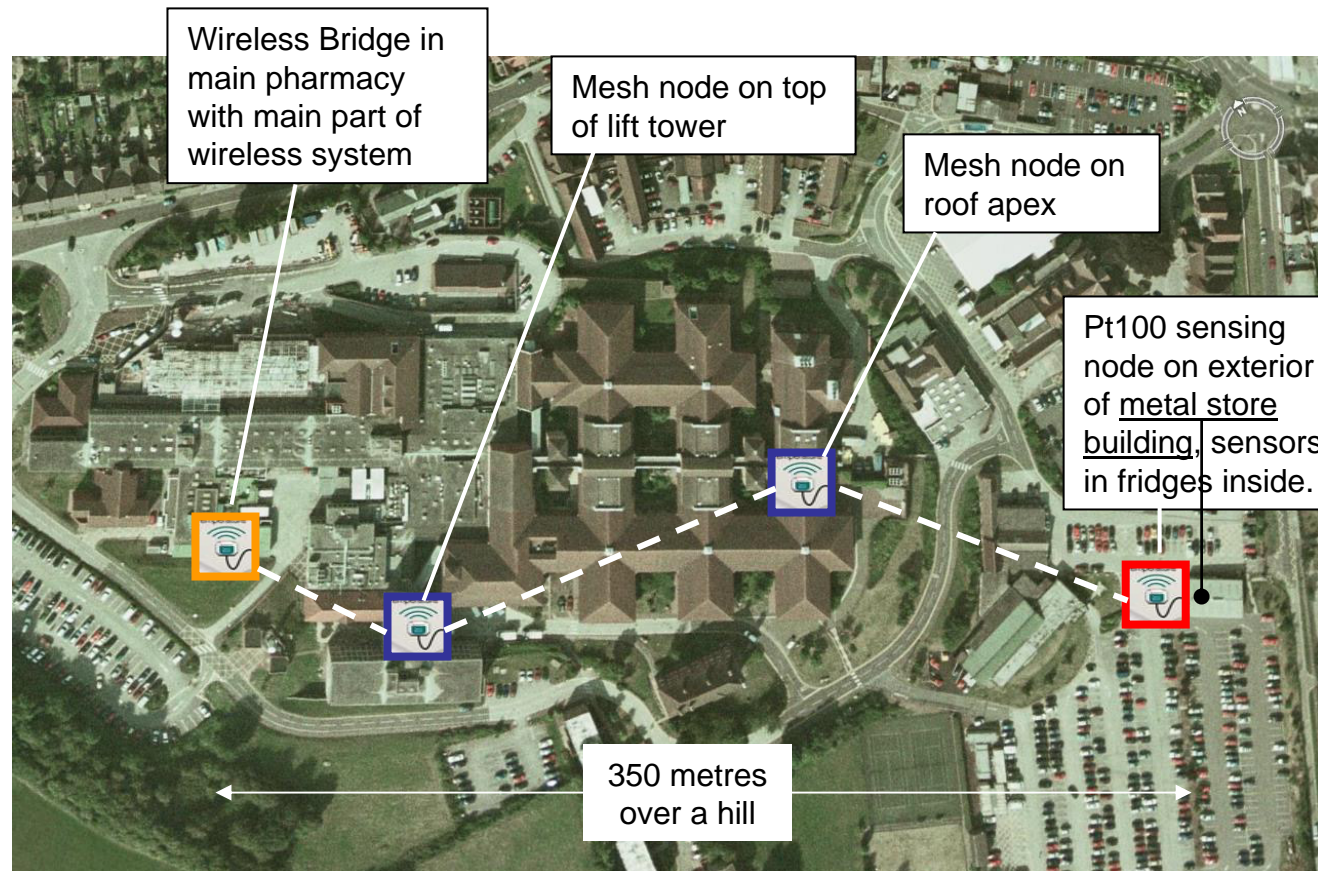 Wireless Bridge in
main pharmacy
with main part of
wireless system
Mesh node on top
of lift tower
Mesh node on
roof apex
N
Pt100 sensing
node on exterior
of metal store
building, sensors
in fridges inside.
350 metres
over a hill